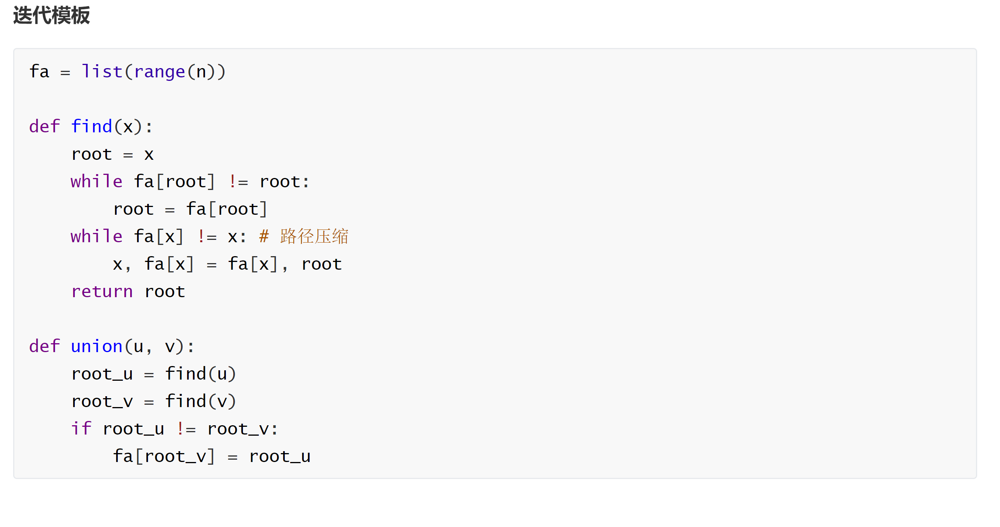 迭代模板
fa = list(range(n))
def find(x):
    root = x
    while fa[root] != root:
        root = fa[root]
    while fa[x] != x: # 路径压缩
        x, fa[x] = fa[x], root
    return root
def union(u, v):
    root_u = find(u)
    root_v = find(v)
    if root_u != root_v:
        fa[root_v] = root_u